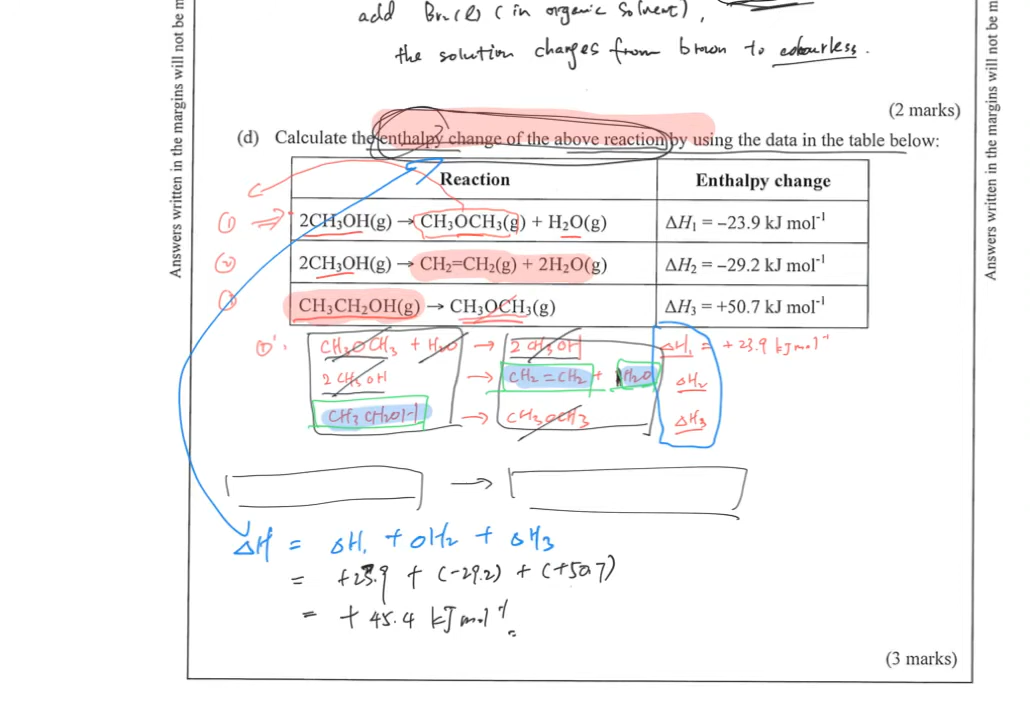 add Br₂(l) (in organic solvent),
the solution changes from brown to colourless.
(2 marks)
(d) Calculate the enthalpy change of the above reaction by using the data in the table below:
Reaction Enthalpy change
① 2CH₃OH(g) → CH₃OCH₃(g) + H₂O(g) ΔH₁ = –23.9 kJ mol⁻¹
② 2CH₃OH(g) → CH₂=CH₂(g) + 2H₂O(g) ΔH₂ = –29.2 kJ mol⁻¹
③ CH₃CH₂OH(g) → CH₃OCH₃(g) ΔH₃ = +50.7 kJ mol⁻¹
①'. CH₃OCH₃ + H₂O → 2 CH₃OH ΔH₁ = +23.9 kJ mol⁻¹
2 CH₃OH → CH₂=CH₂ + H₂O ΔH₂
CH₃CH₂OH → CH₃OCH₃ ΔH₃
→
ΔH = ΔH₁ + ΔH₂ + ΔH₃
= +23.9 + (-29.2) + (+50.7)
= + 45.4 kJ mol⁻¹
(3 marks)
Answers written in the margins will not be m
Answers written in the margins will not be m